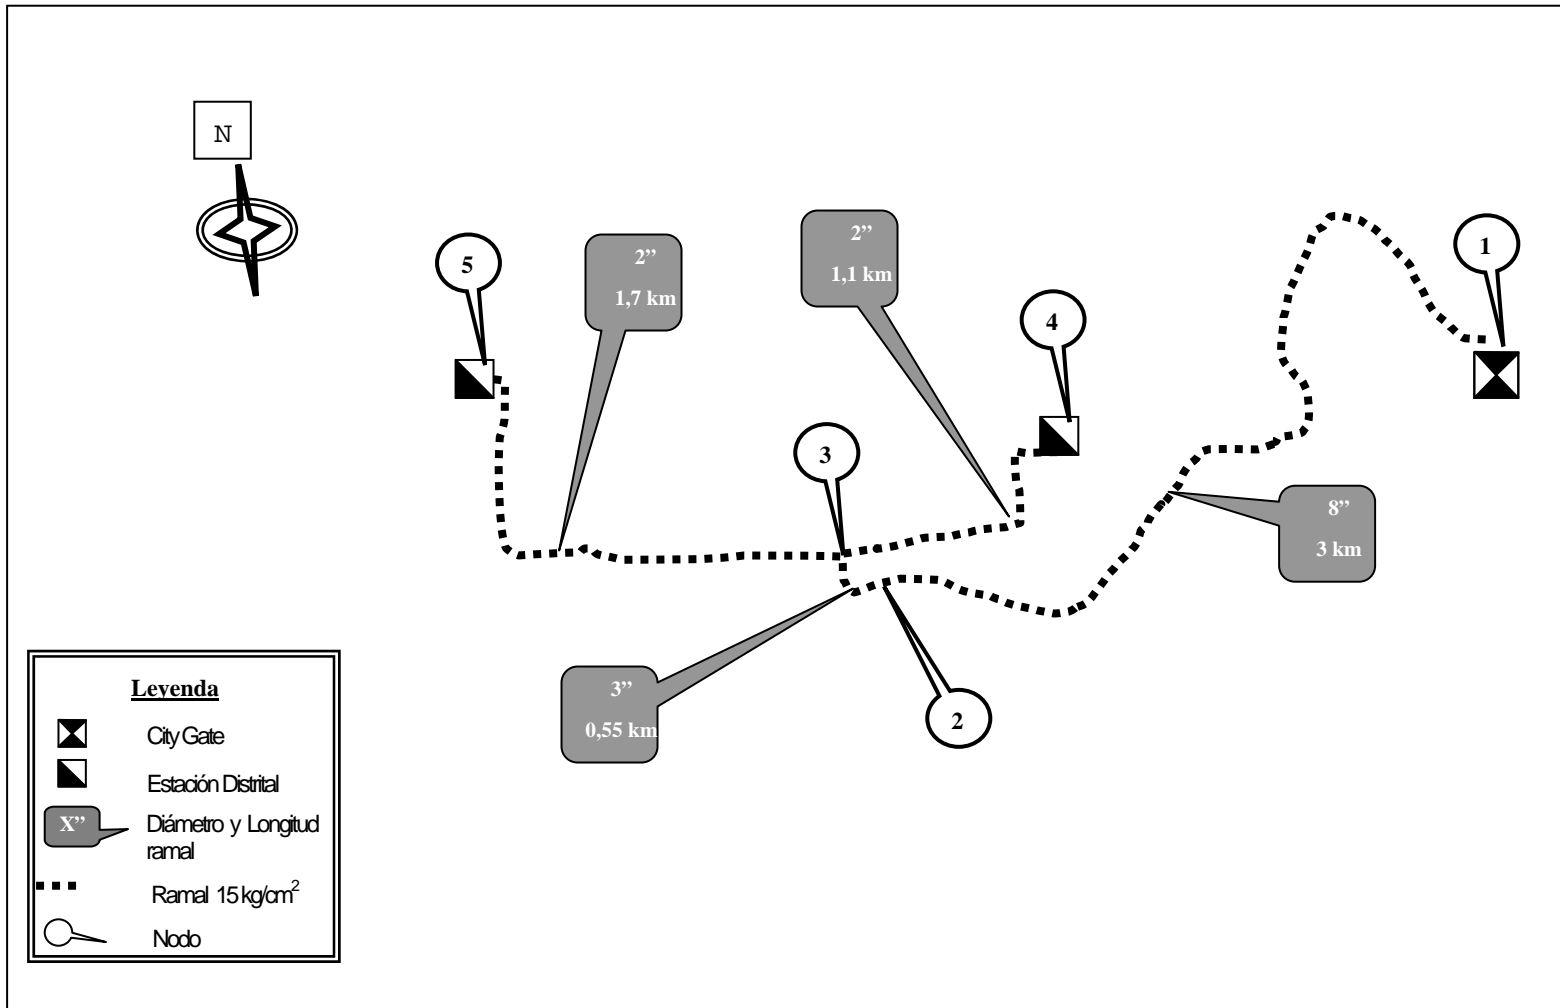 N
1
2”
1,1 km
2”
1,7 km
5
4
3
8”
3 km
3”
0,55 km
2
Leyenda
City Gate
Estación Distrital
X”
Diámetro y Longitud
ramal
Ramal 15 kg/cm²
Nodo